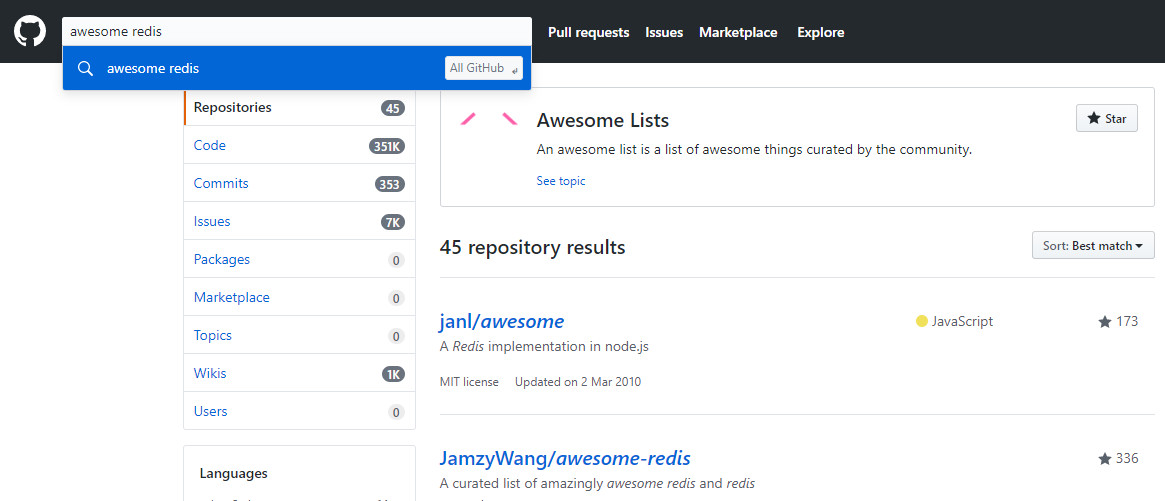 awesome redis
Pull requests Issues Marketplace Explore
awesome redis All GitHub
Repositories 45
Code 351K
Commits 353
Issues 7K
Packages 0
Marketplace 0
Topics 0
Wikis 1K
Users 0
Languages
Awesome Lists
Star
An awesome list is a list of awesome things curated by the community.
See topic
45 repository results
Sort: Best match
janl/awesome
JavaScript
173
A Redis implementation in node.js
MIT license Updated on 2 Mar 2010
JamzyWang/awesome-redis
336
A curated list of amazingly awesome redis and redis